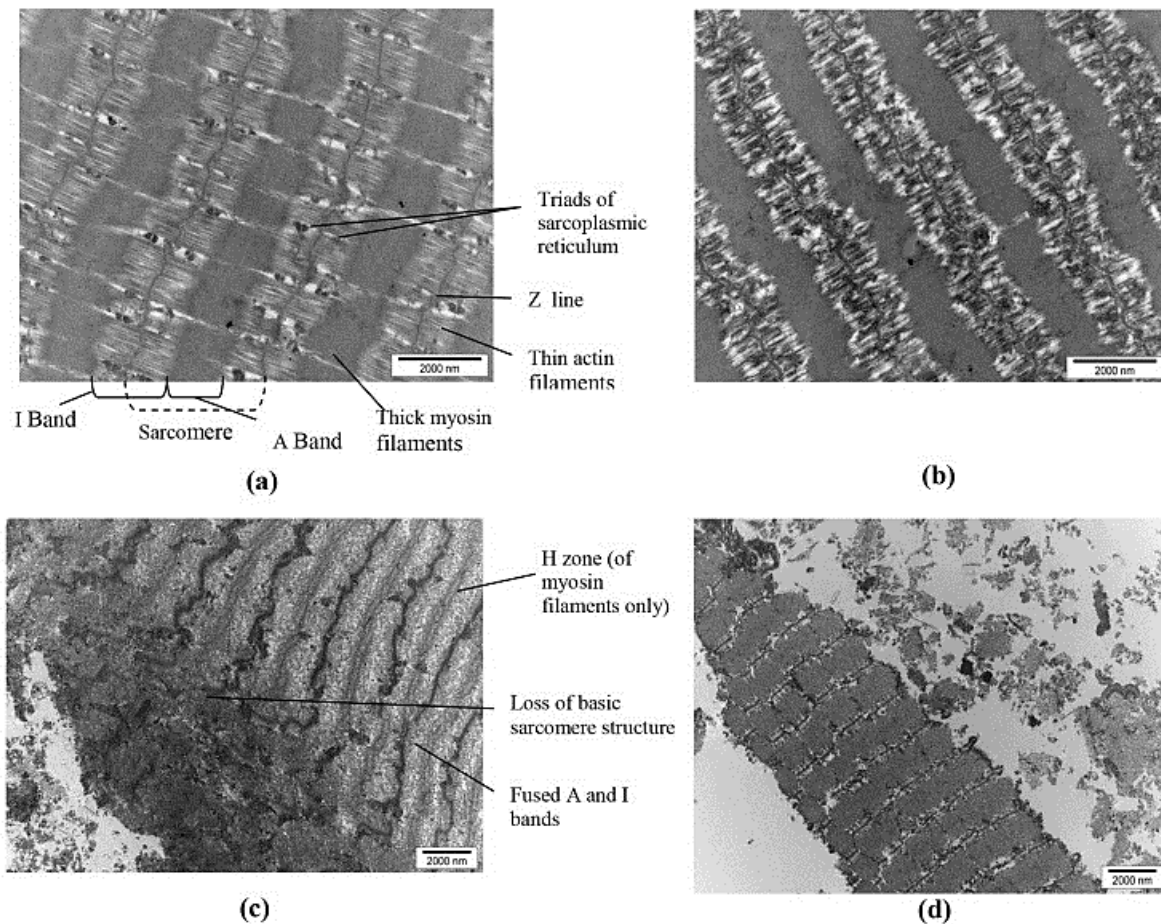 Triads of
sarcoplasmic
reticulum
Z line
Thin actin
filaments
2000 nm
I Band
Sarcomere
A Band
Thick myosin
filaments
(a)
2000 nm
(b)
H zone (of
myosin
filaments only)
Loss of basic
sarcomere structure
Fused A and I
bands
2000 nm
(c)
2000 nm
(d)